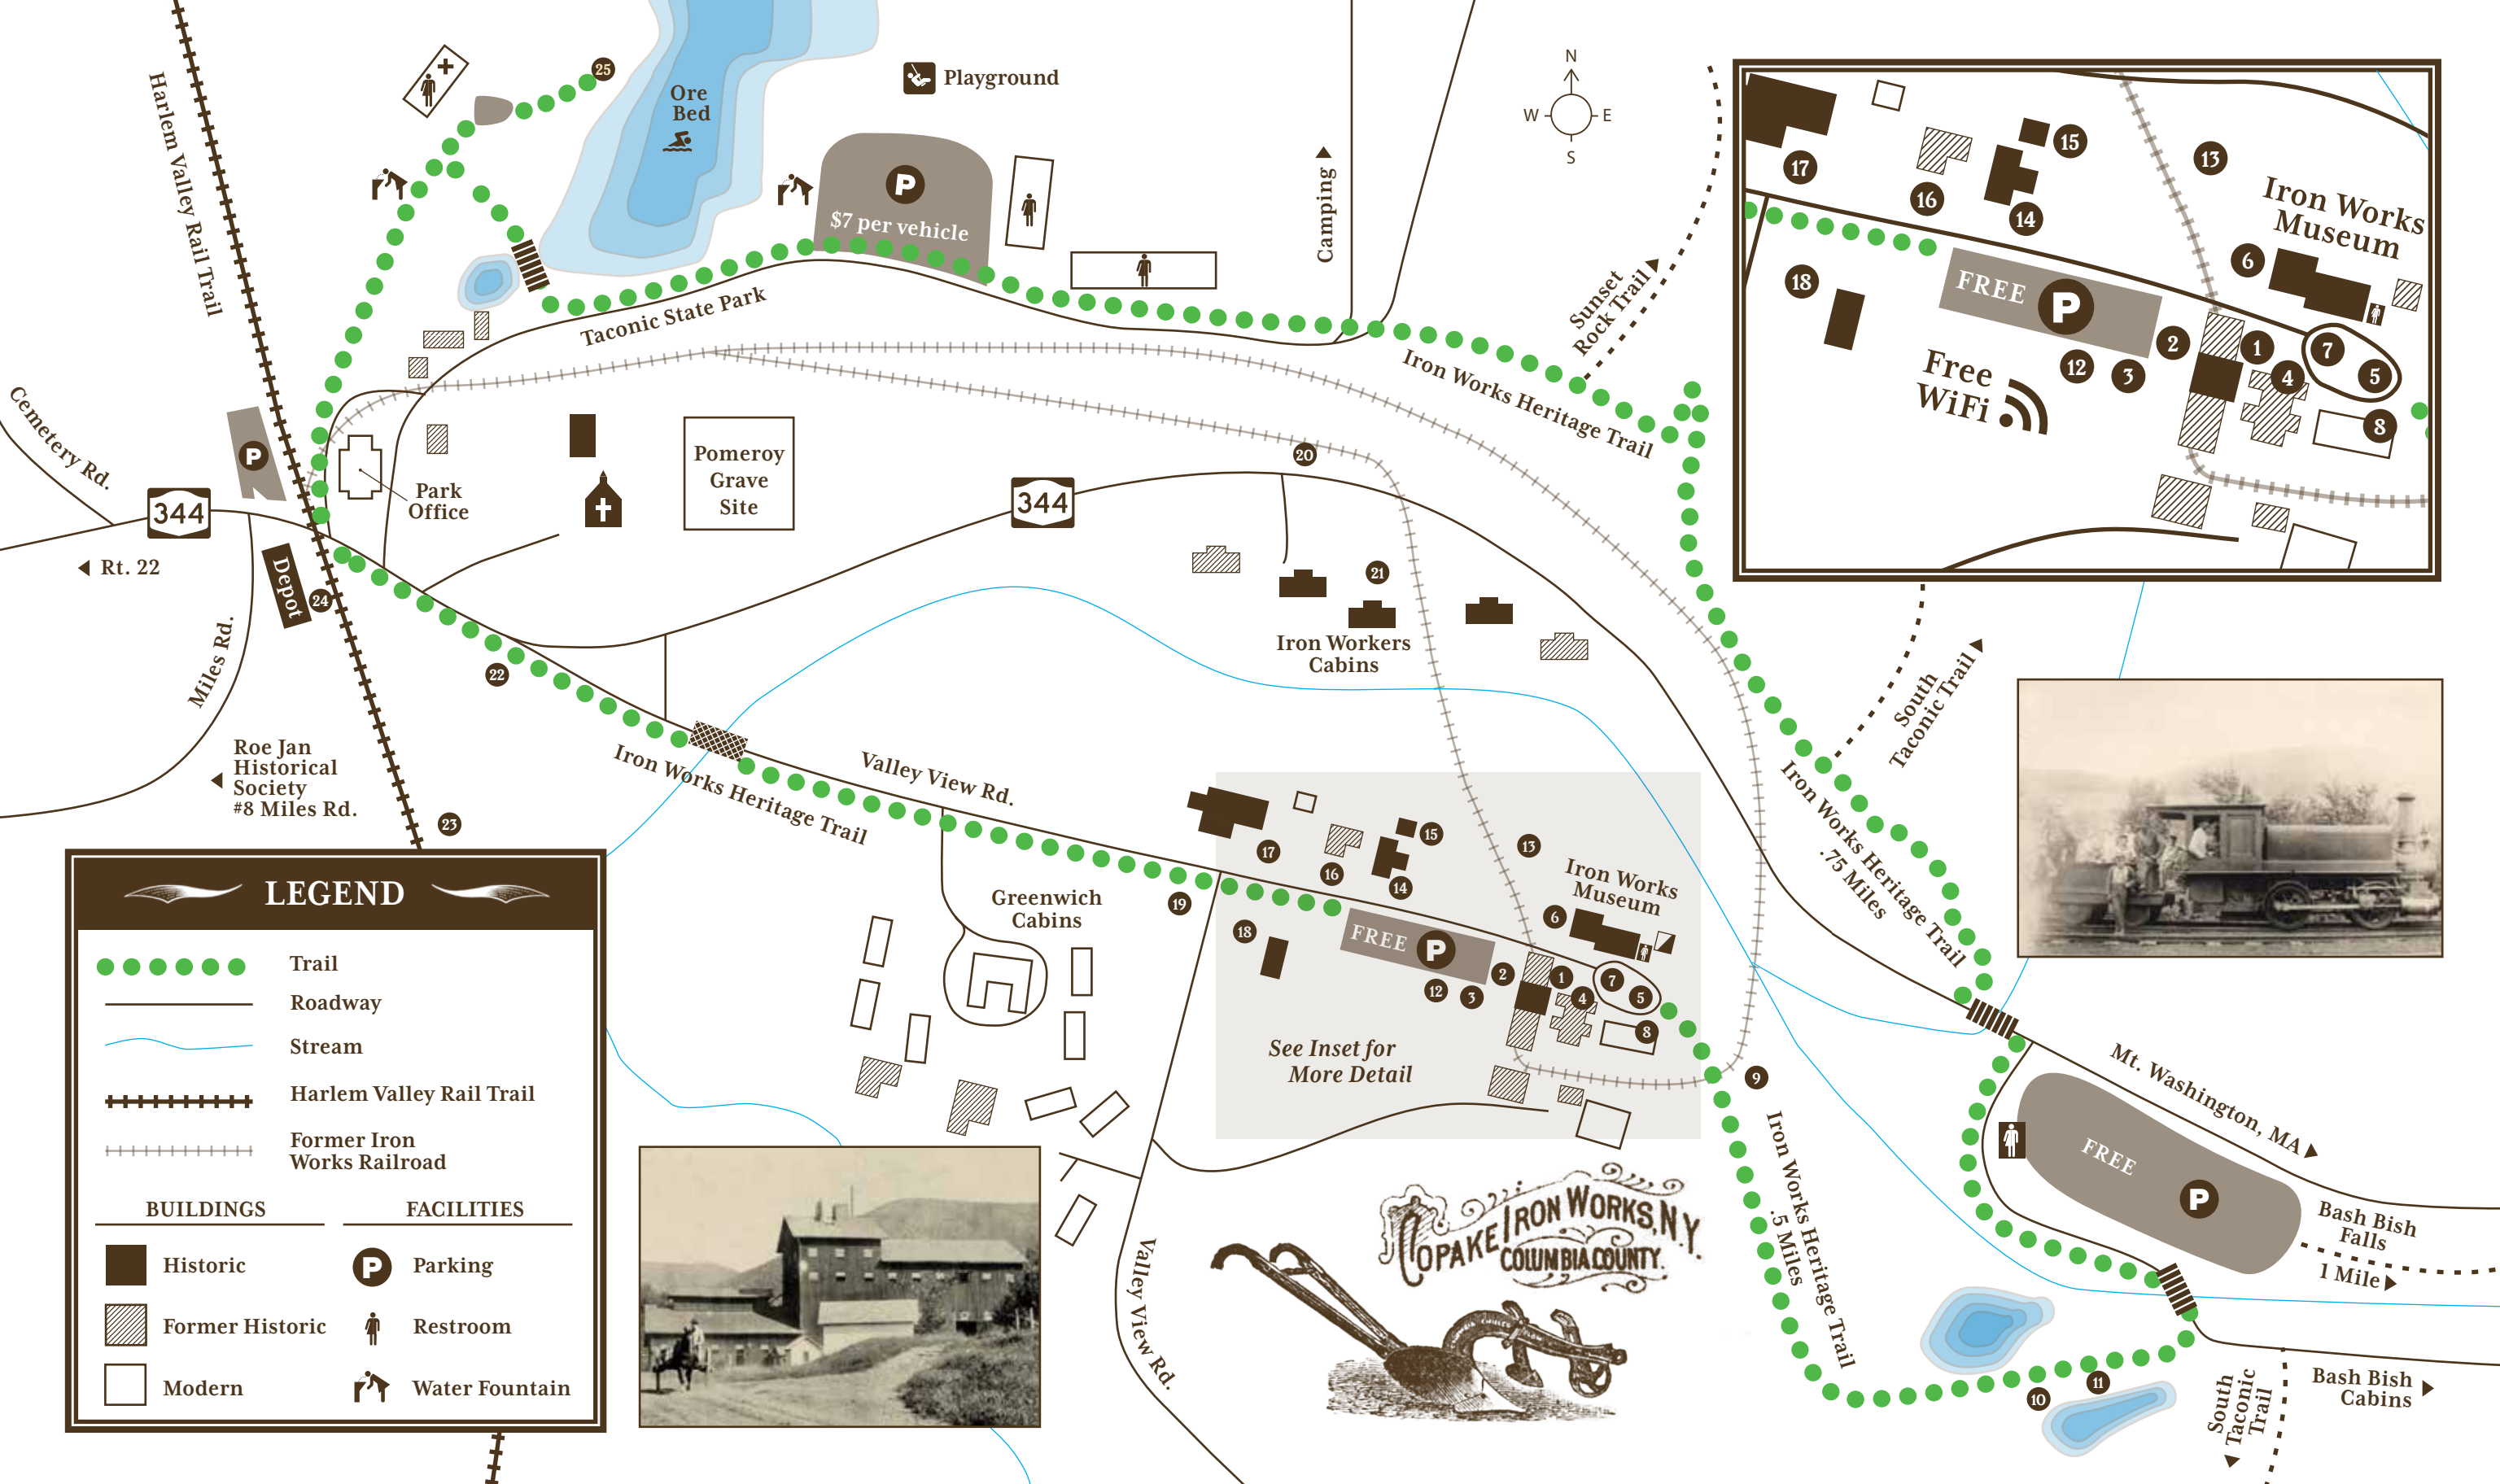 25
Ore
Bed
Playground
N
W
E
S
Harlem Valley Rail Trail
P
$7 per vehicle
Camping
Taconic State Park
Sunset
Rock Trail
Iron Works Heritage Trail
17
16
15
14
13
Iron Works
Museum
6
18
FREE
P
2
1
7
5
4
12
3
8
Free
WiFi
Cemetery Rd.
P
344
Rt. 22
Park
Office
Pomeroy
Grave
Site
344
20
Depot
24
21
Iron Workers
Cabins
22
Miles Rd.
Roe Jan
Historical
Society
#8 Miles Rd.
23
Iron Works Heritage Trail
Valley View Rd.
South
Taconic Trail
Iron Works Heritage Trail
.75 Miles
Greenwich
Cabins
19
17
16
15
14
13
Iron Works
Museum
6
18
FREE
P
2
1
7
5
4
12
3
8
See Inset for
More Detail
9
Iron Works Heritage Trail
.5 Miles
Valley View Rd.
COPAKE IRON WORKS, N.Y.
COLUMBIA COUNTY.
Mt. Washington, MA
FREE
P
Bash Bish
Falls
1 Mile
10
11
Bash Bish
Cabins
South
Taconic
Trail
LEGEND
Trail
Roadway
Stream
Harlem Valley Rail Trail
Former Iron
Works Railroad
BUILDINGS
FACILITIES
Historic
P
Parking
Former Historic
Restroom
Modern
Water Fountain